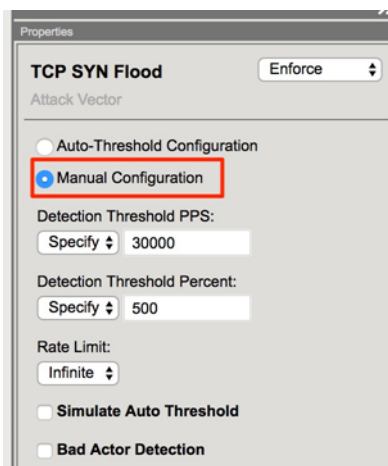 Properties
TCP SYN Flood Enforce
Attack Vector
Auto-Threshold Configuration
Manual Configuration
Detection Threshold PPS:
Specify 30000
Detection Threshold Percent:
Specify 500
Rate Limit:
Infinite
Simulate Auto Threshold
Bad Actor Detection